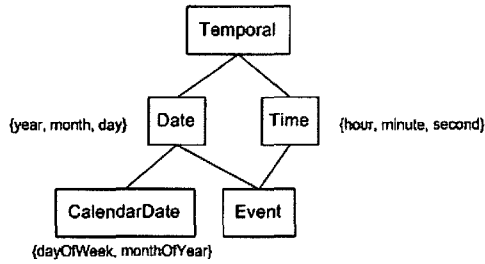 Temporal
{year, month, day} Date Time {hour, minute, second}
CalendarDate Event
{dayOfWeek, monthOfYear}